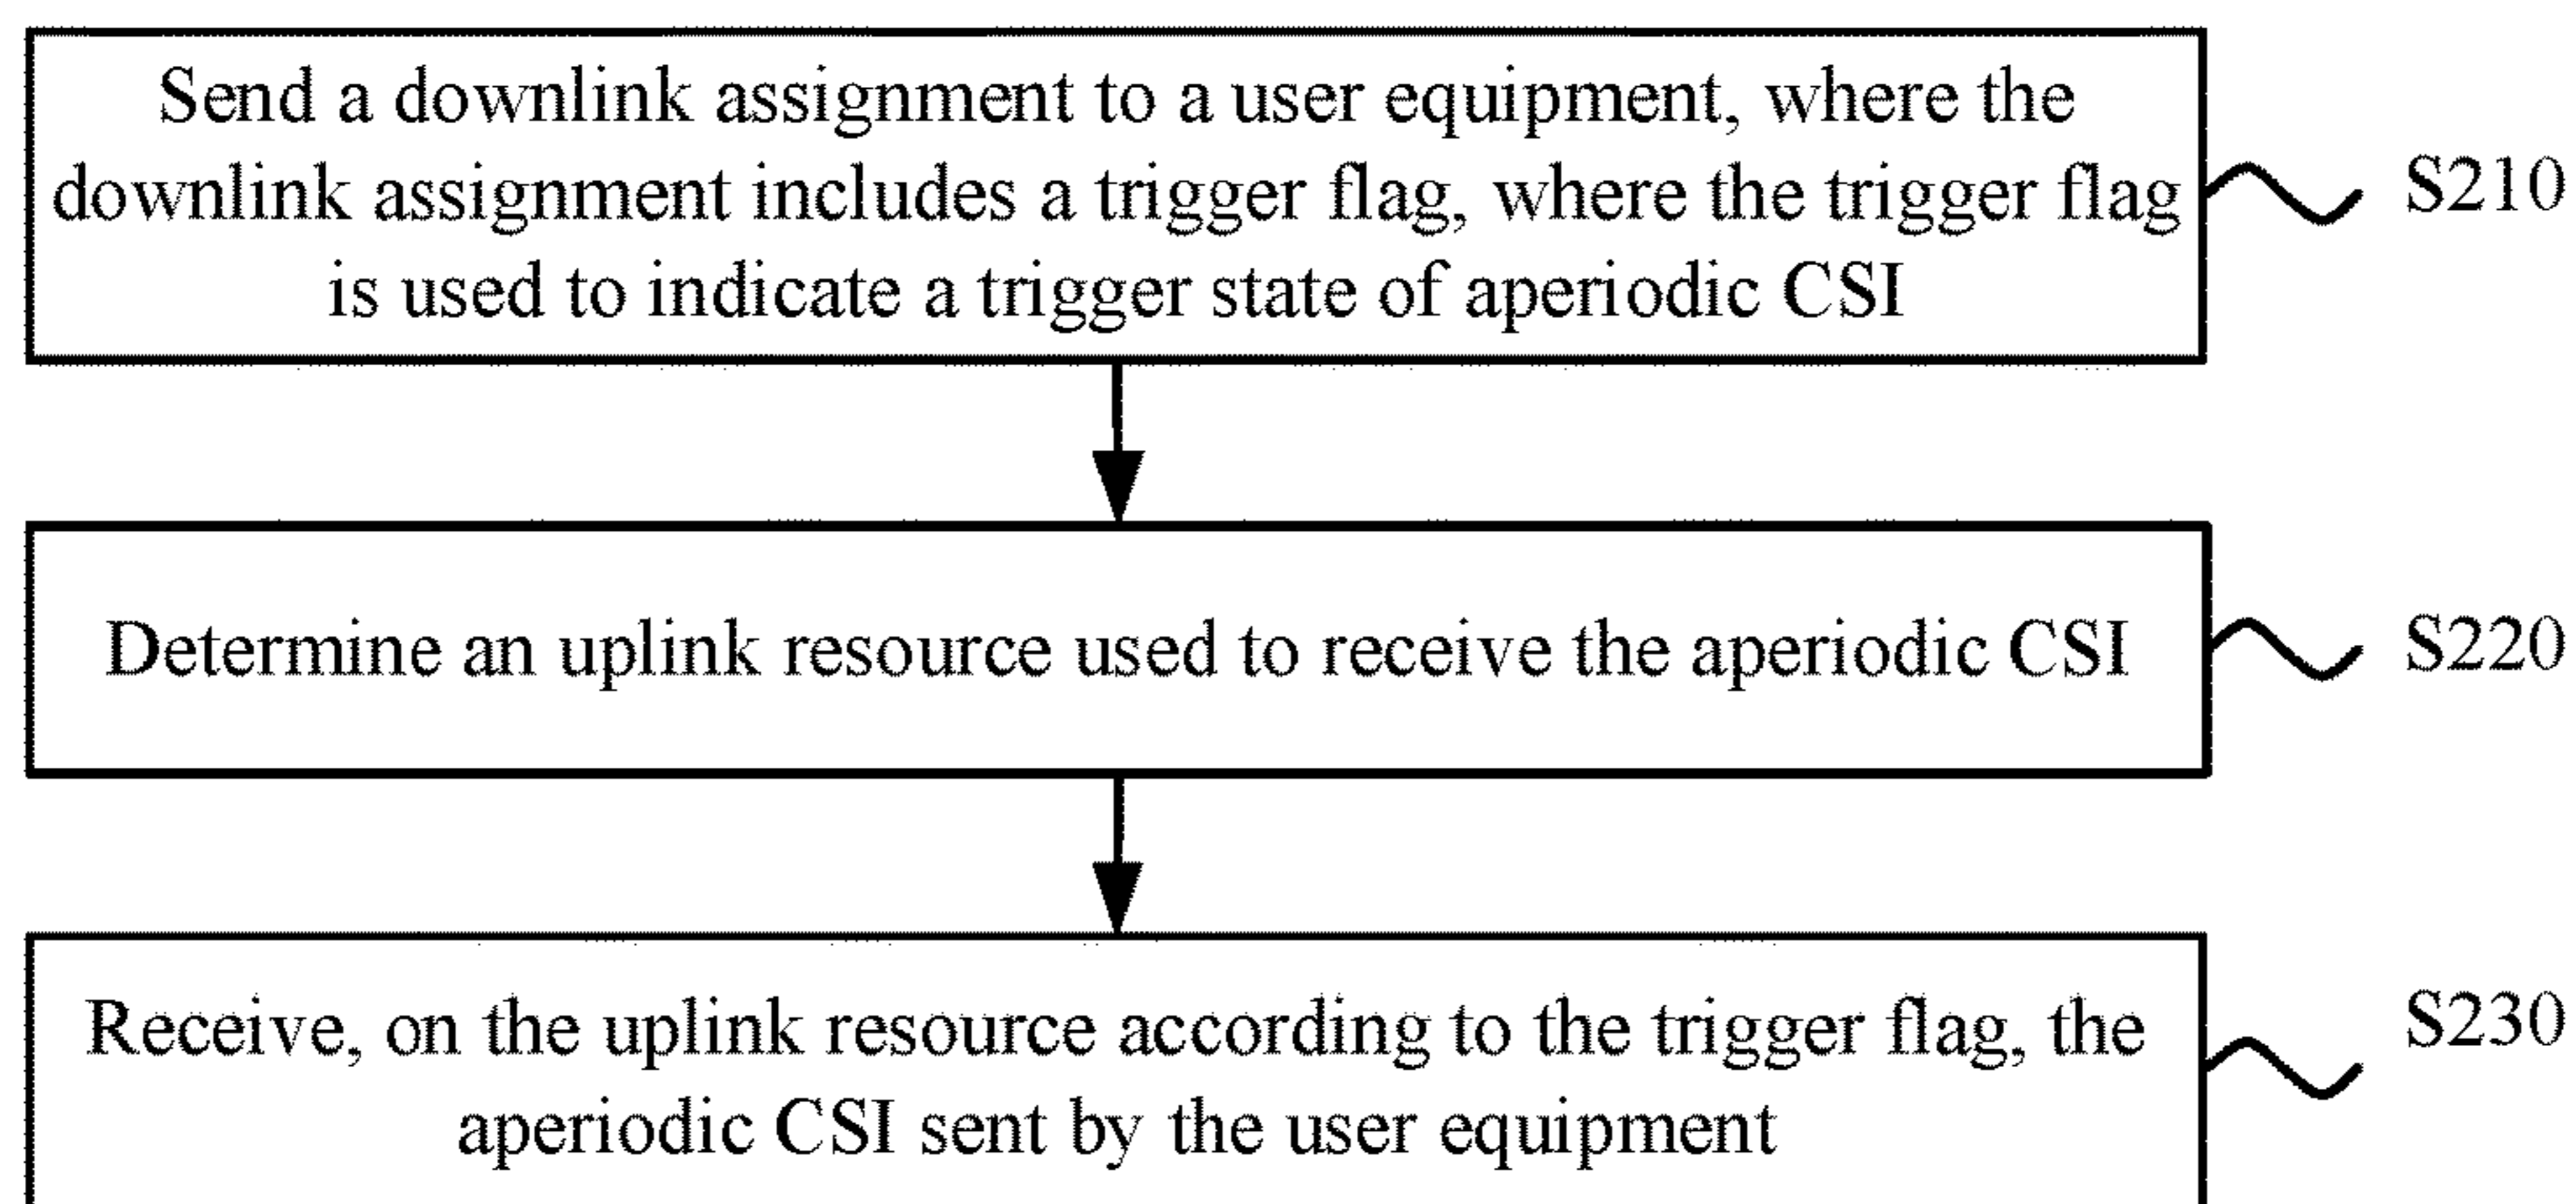 Send a downlink assignment to a user equipment, where the
downlink assignment includes a trigger flag, where the trigger flag
is used to indicate a trigger state of aperiodic CSI
S210
Determine an uplink resource used to receive the aperiodic CSI
S220
Receive, on the uplink resource according to the trigger flag, the
aperiodic CSI sent by the user equipment
S230